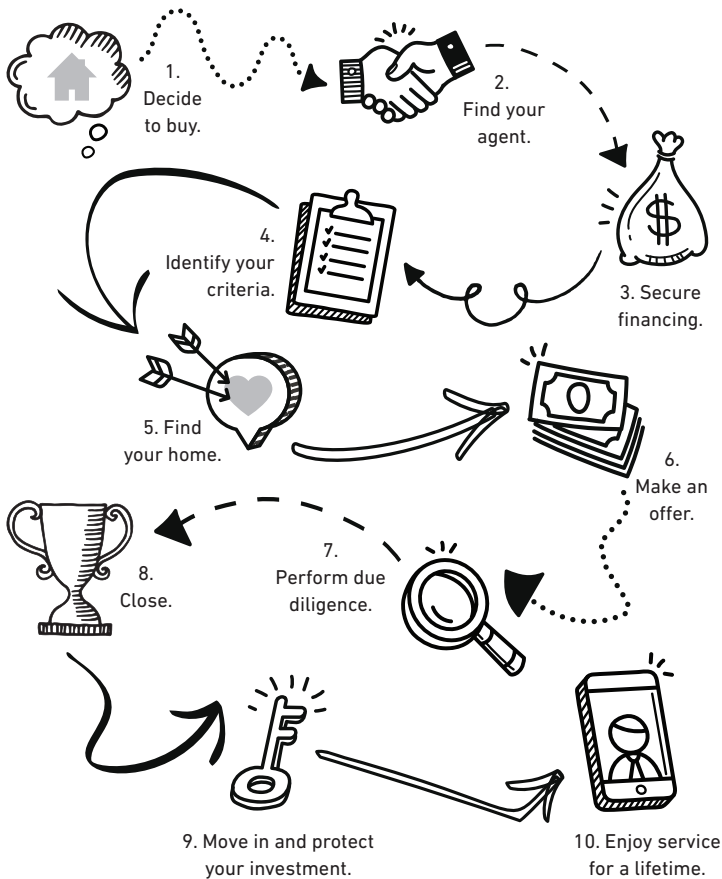 1.
Decide
to buy.
2.
Find your
agent.
$
3. Secure
financing.
4.
Identify your
criteria.
5. Find
your home.
6.
Make an
offer.
7.
Perform due
diligence.
8.
Close.
9. Move in and protect
your investment.
10. Enjoy service
for a lifetime.